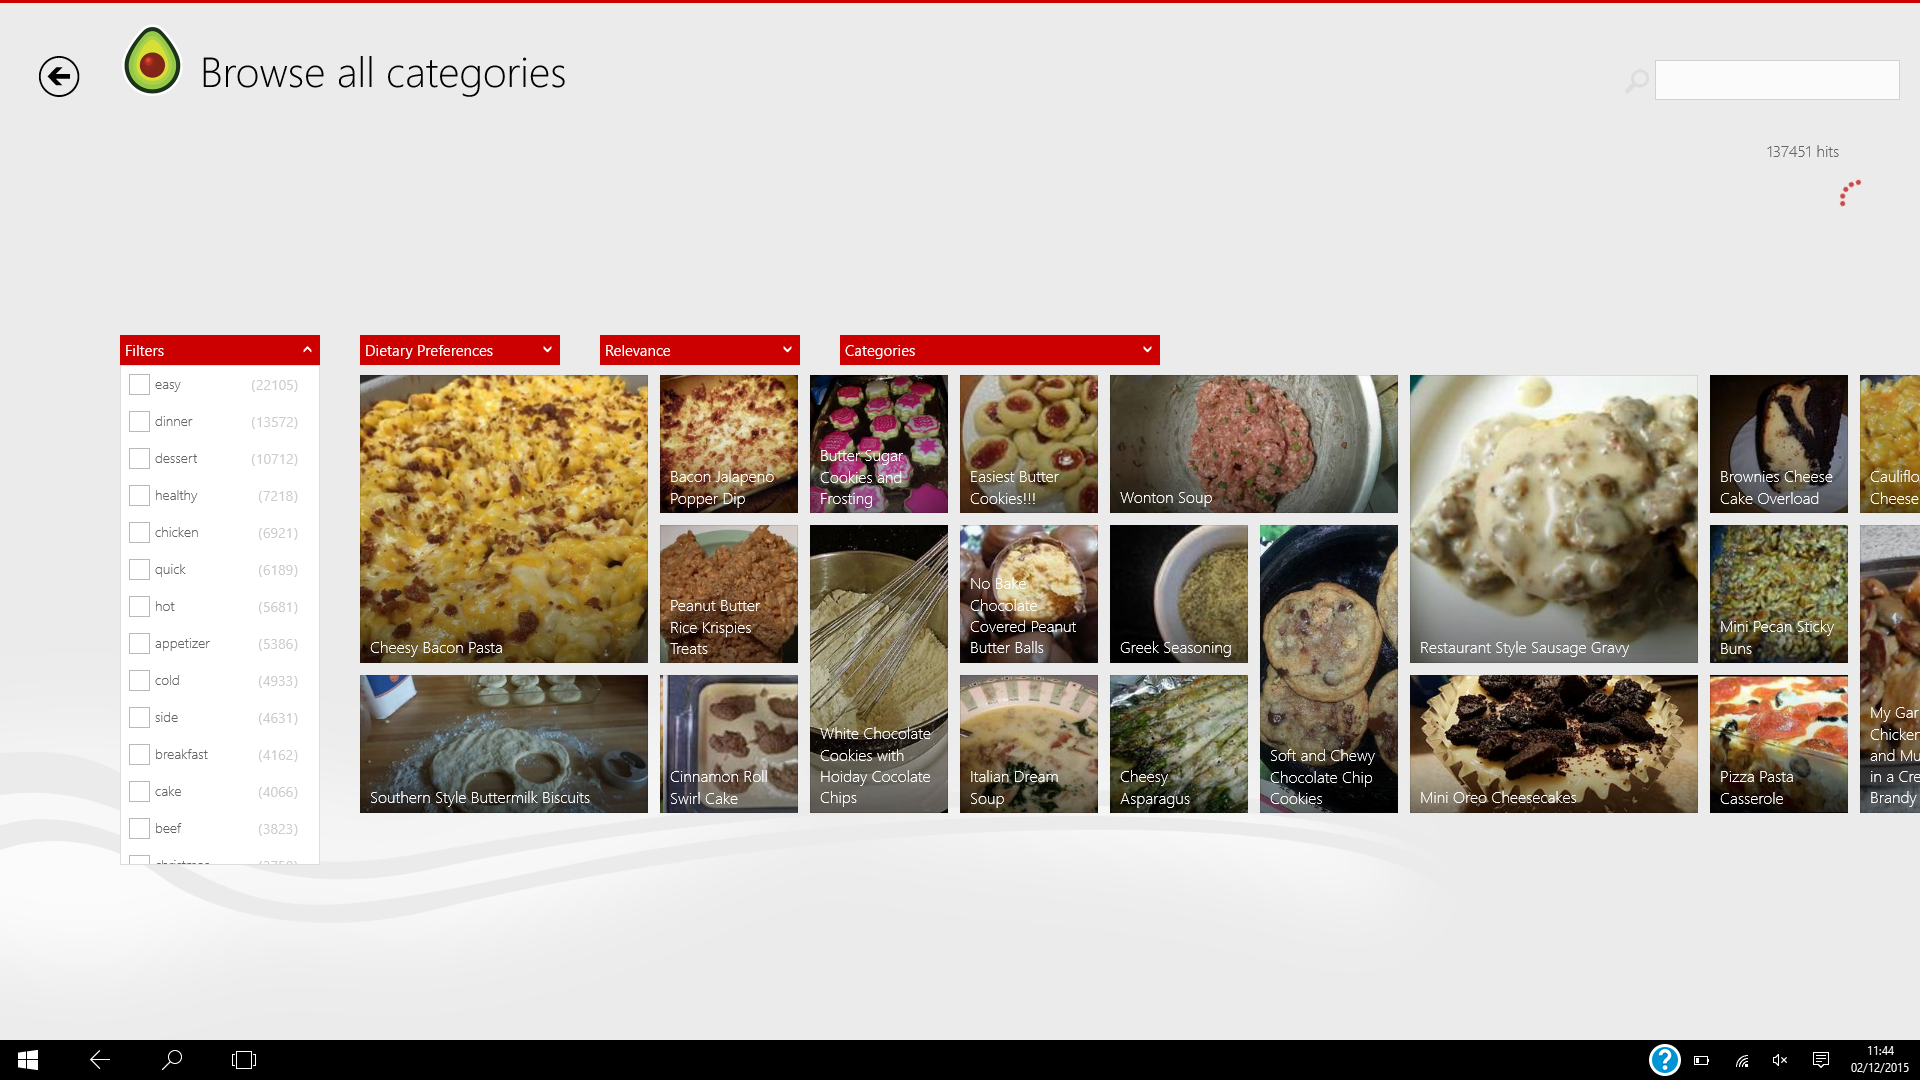 Browse all categories
137451 hits
Filters
Dietary Preferences
Relevance
Categories
easy (22105)
dinner (13572)
dessert (10712)
healthy (7218)
chicken (6921)
quick (6189)
hot (5681)
appetizer (5386)
cold (4933)
side (4631)
breakfast (4162)
cake (4066)
beef (3823)
Cheesy Bacon Pasta
Southern Style Buttermilk Biscuits
Bacon Jalapeno
Popper Dip
Peanut Butter
Rice Krispies
Treats
Cinnamon Roll
Swirl Cake
Butter Sugar
Cookies and
Frosting
White Chocolate
Cookies with
Hoiday Cocolate
Chips
Easiest Butter
Cookies!!!
No Bake
Chocolate
Covered Peanut
Butter Balls
Italian Dream
Soup
Wonton Soup
Greek Seasoning
Cheesy
Asparagus
Soft and Chewy
Chocolate Chip
Cookies
Restaurant Style Sausage Gravy
Mini Oreo Cheesecakes
Brownies Cheese
Cake Overload
Mini Pecan Sticky
Buns
Pizza Pasta
Casserole
Cheese
My Gar
Chicken
and Mu
in a Cre
Brandy
11:44
02/12/2015